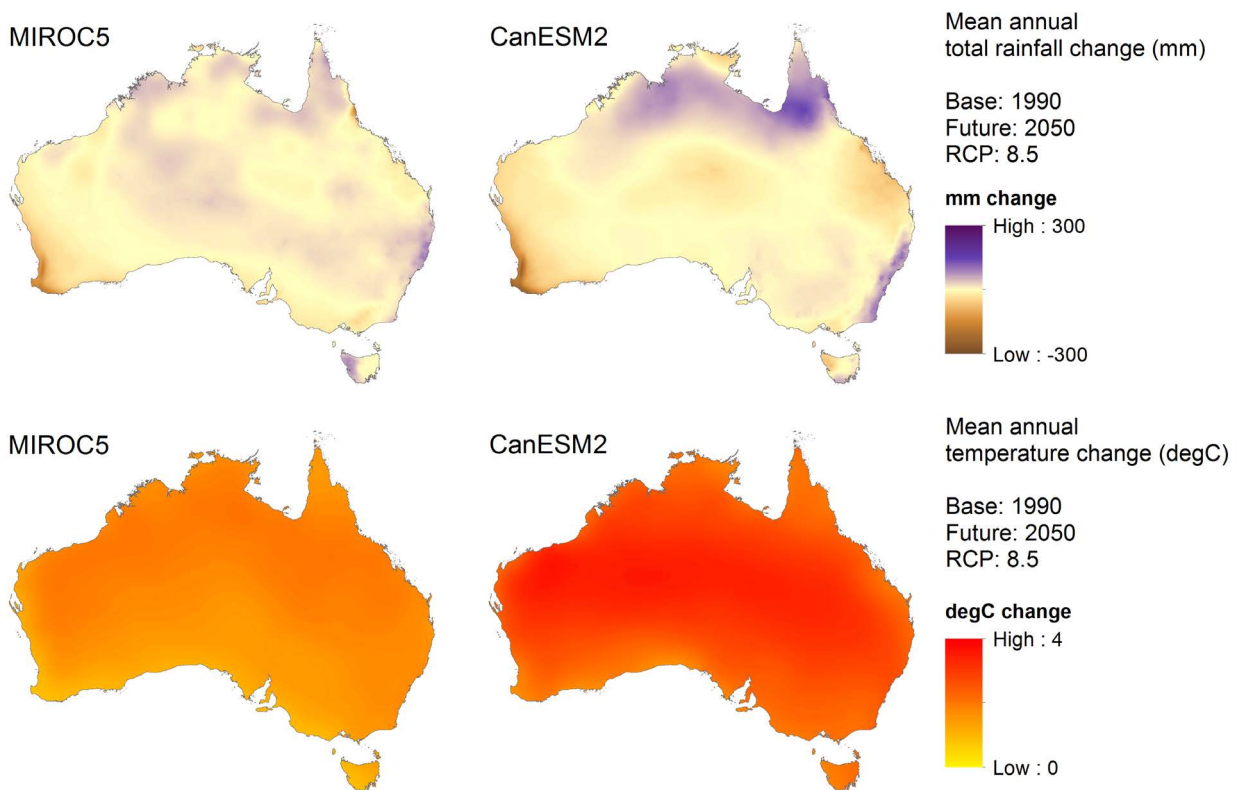 MIROC5
CanESM2
Mean annual
total rainfall change (mm)
Base: 1990
Future: 2050
RCP: 8.5
mm change
High : 300
Low : -300
MIROC5
CanESM2
Mean annual
temperature change (degC)
Base: 1990
Future: 2050
RCP: 8.5
degC change
High : 4
Low : 0